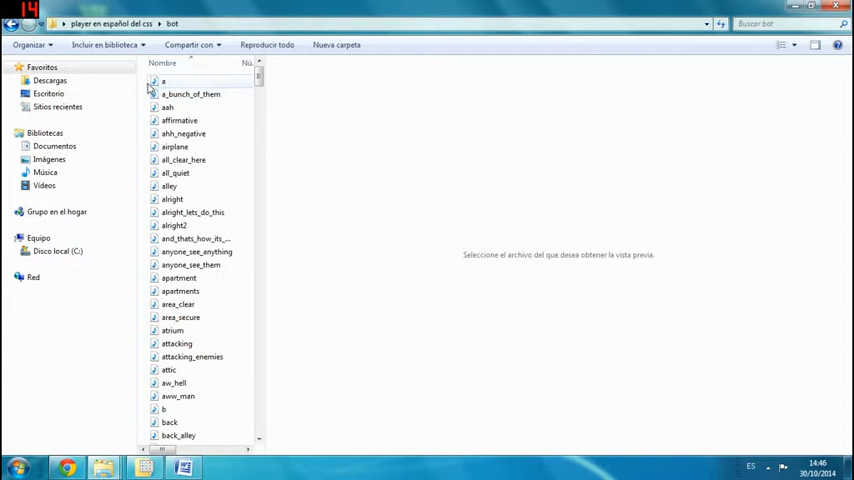 14
player en español del css ▸ bot
Buscar bot
Organizar
Incluir en biblioteca
Compartir con
Reproducir todo
Nueva carpeta
Favoritos
Descargas
Escritorio
Sitios recientes
Bibliotecas
Documentos
Imágenes
Música
Vídeos
Grupo en el hogar
Equipo
Disco local (C:)
Red
Nombre
Nú...
a
a_bunch_of_them
aah
affirmative
ahh_negative
airplane
all_clear_here
all_quiet
alley
alright
alright_lets_do_this
alright2
and_thats_how_its_...
anyone_see_anything
anyone_see_them
apartment
apartments
area_clear
area_secure
atrium
attacking
attacking_enemies
attic
aw_hell
aww_man
b
back
back_alley
Seleccione el archivo del que desea obtener la vista previa.
ES
14:46
30/10/2014